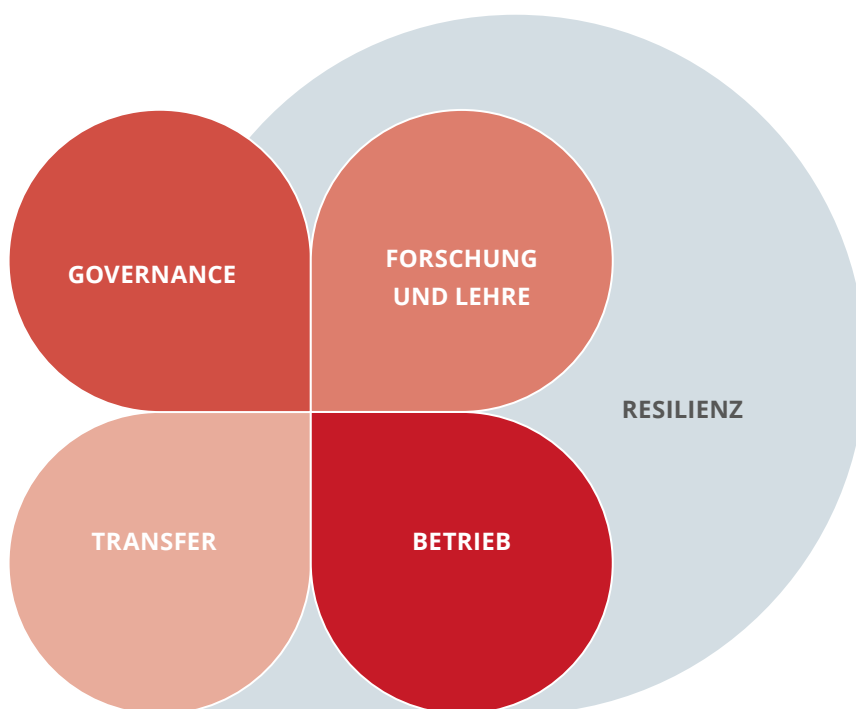 GOVERNANCE
FORSCHUNG
UND LEHRE
RESILIENZ
TRANSFER
BETRIEB